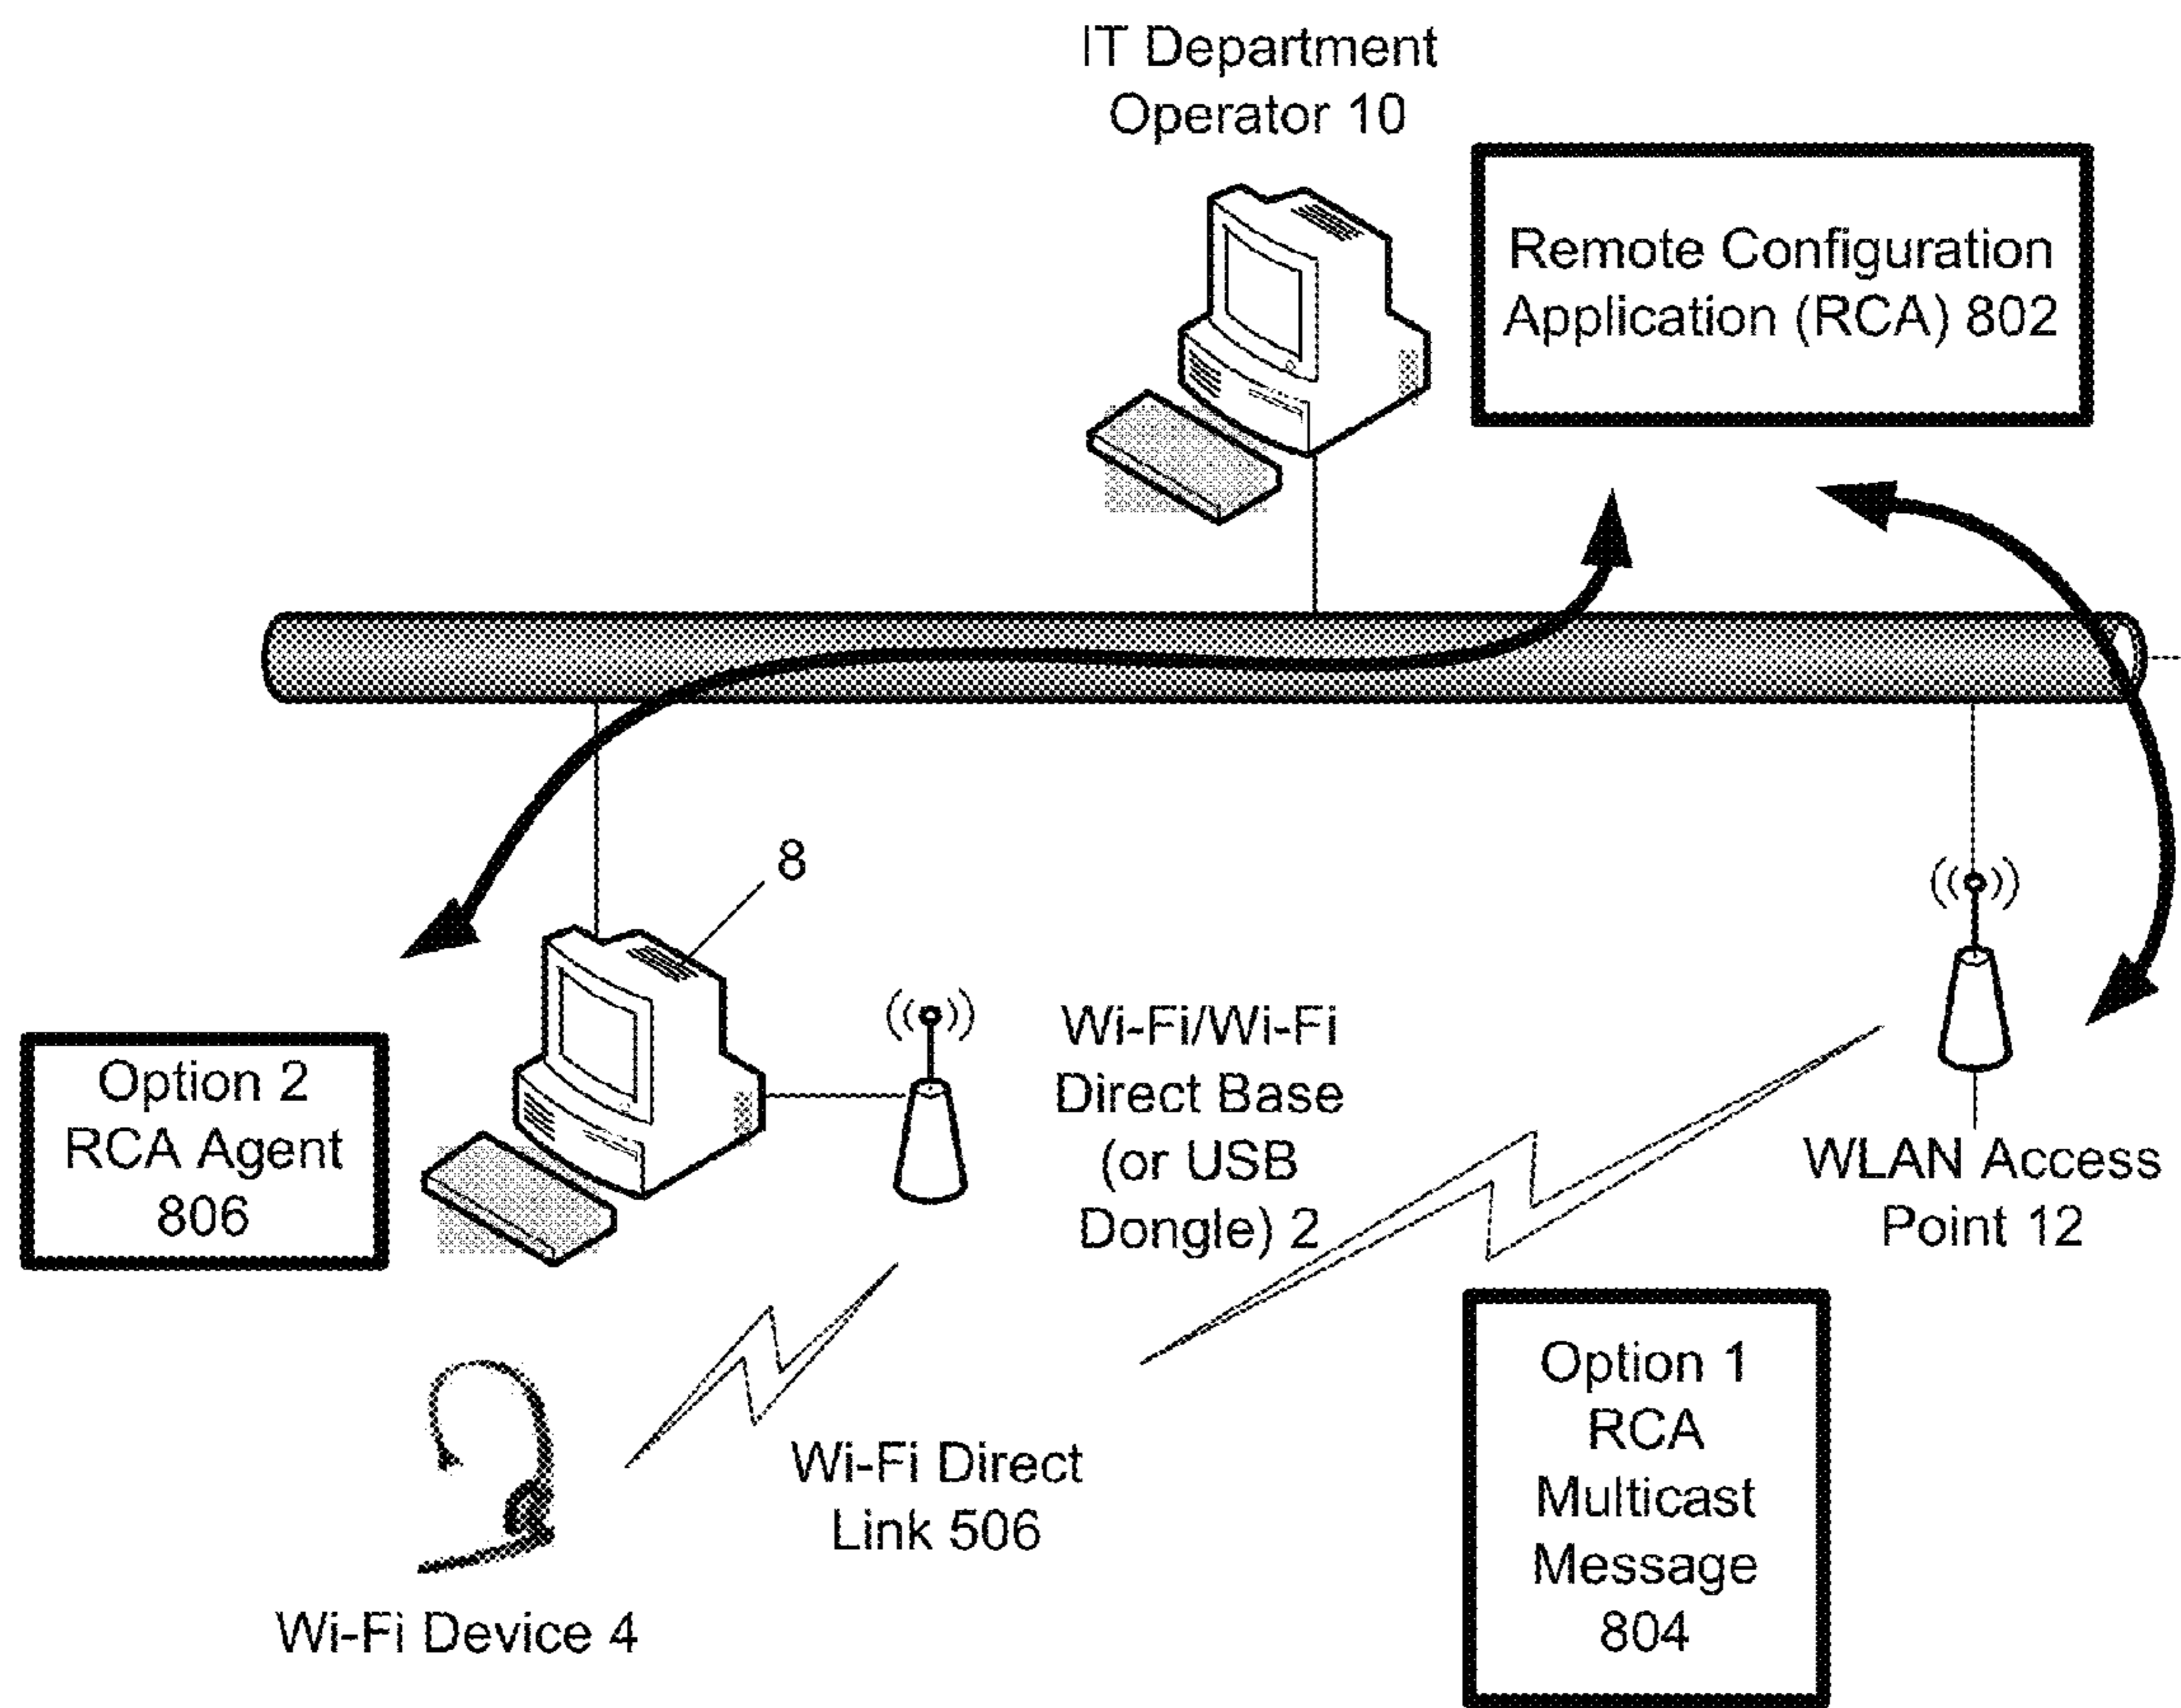 IT Department
Operator 10
Remote Configuration
Application (RCA) 802
8
Option 2
RCA Agent
806
Wi-Fi/Wi-Fi
Direct Base
(or USB
Dongle) 2
WLAN Access
Point 12
Wi-Fi Direct
Link 506
Option 1
RCA
Multicast
Message
804
Wi-Fi Device 4